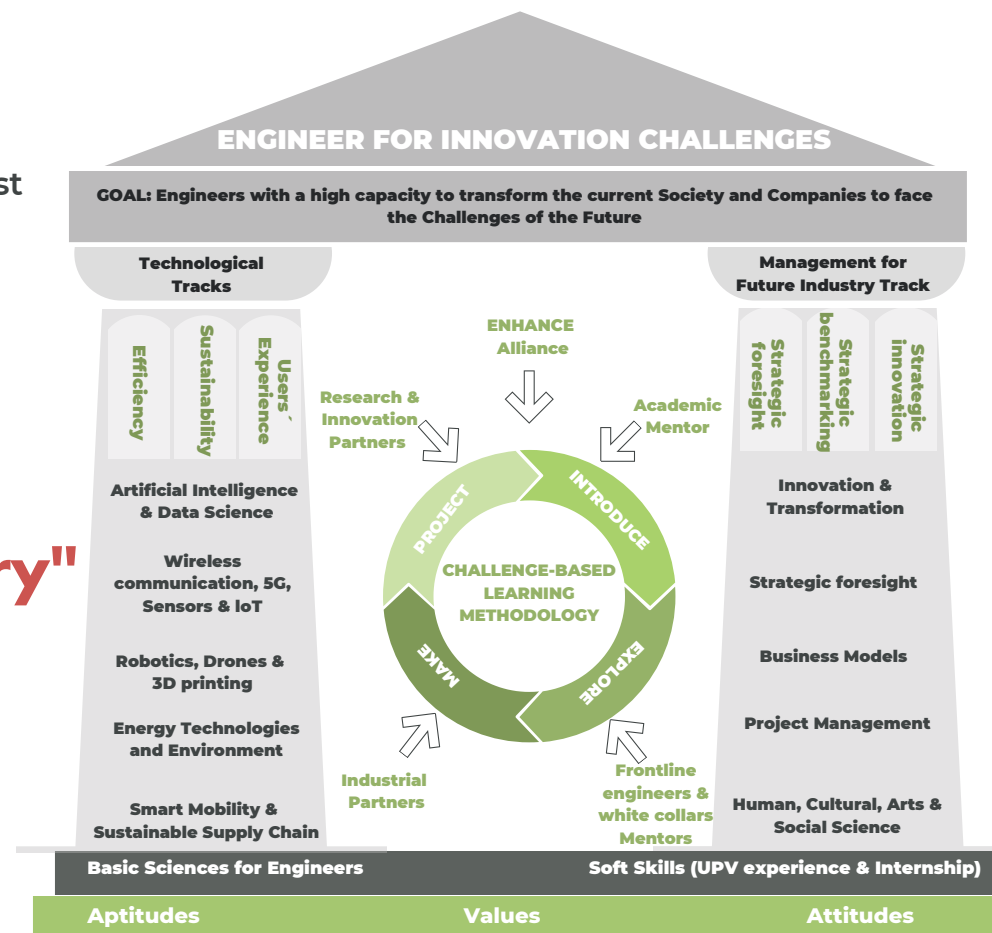 ENGINEER FOR INNOVATION CHALLENGES
st
GOAL: Engineers with a high capacity to transform the current Society and Companies to face
the Challenges of the Future
Technological
Tracks
Efficiency
Sustainability
Users´
Experience
Artificial Intelligence
& Data Science
ry"
Wireless
communication, 5G,
Sensors & IoT
Robotics, Drones &
3D printing
Energy Technologies
and Environment
Smart Mobility &
Sustainable Supply Chain
ENHANCE
Alliance
Research &
Innovation
Partners
Academic
Mentor
PROJECT
INTRODUCE
CHALLENGE-BASED
LEARNING
METHODOLOGY
MAKE
EXPLORE
Industrial
Partners
Frontline
engineers &
white collars
Mentors
Management for
Future Industry Track
Strategic
foresight
Strategic
benchmarking
Strategic
innovation
Innovation &
Transformation
Strategic foresight
Business Models
Project Management
Human, Cultural, Arts &
Social Science
Basic Sciences for Engineers
Soft Skills (UPV experience & Internship)
Aptitudes
Values
Attitudes